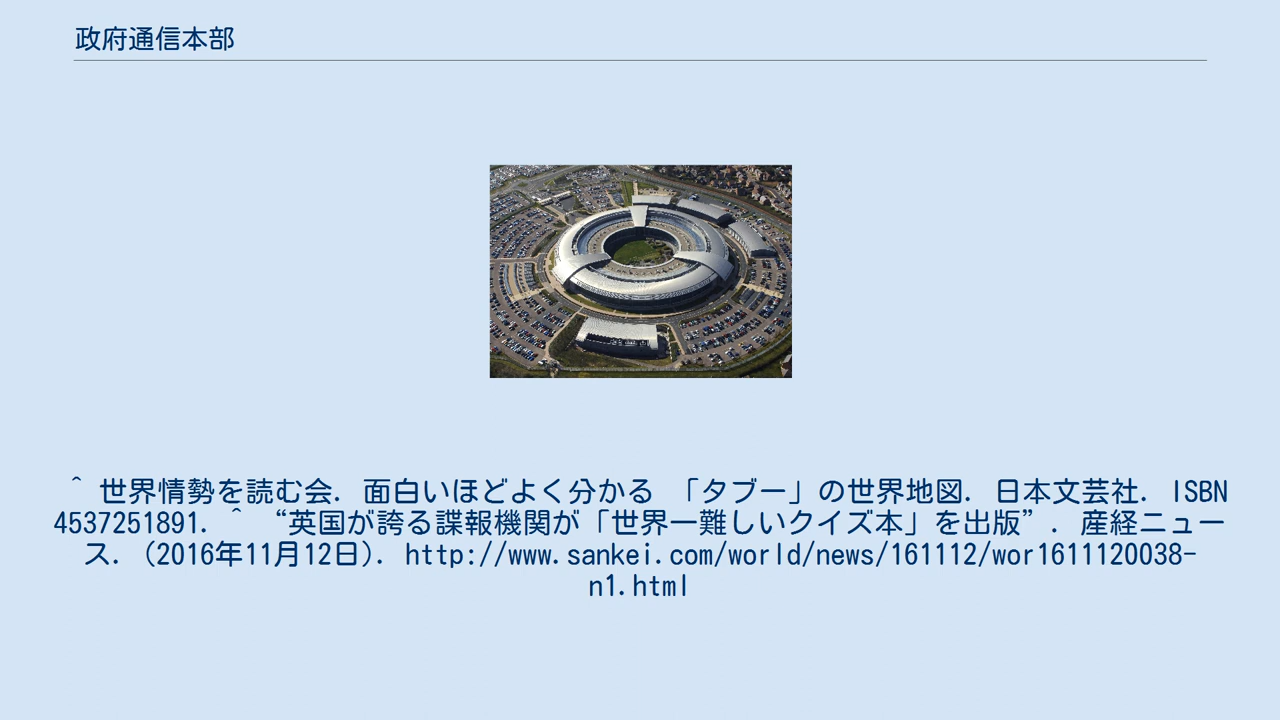 政府通信本部
^ 世界情勢を読む会. 面白いほどよく分かる 「タブー」の世界地図. 日本文芸社. ISBN
4537251891. ^ “英国が誇る諜報機関が「世界一難しいクイズ本」を出版”. 産経ニュー
ス. (2016年11月12日). http://www.sankei.com/world/news/161112/wor1611120038-
n1.html